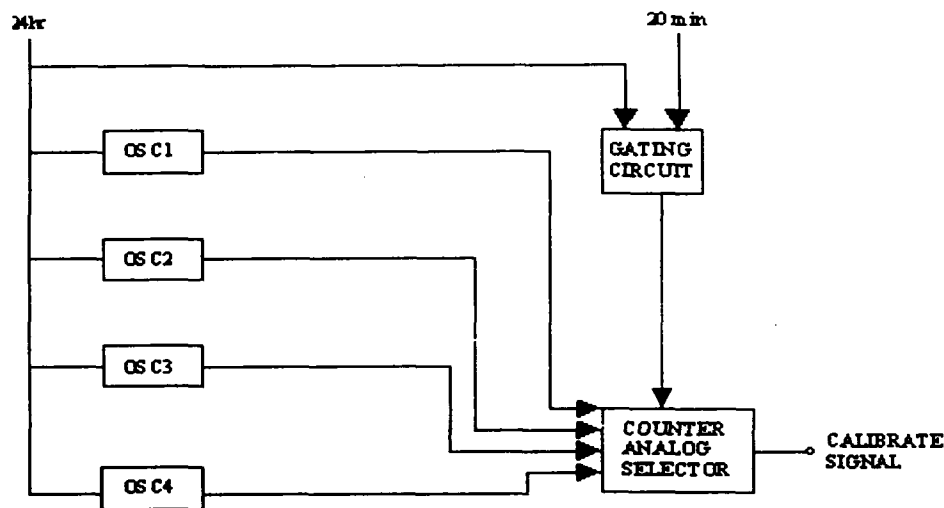 24hr
20 min
OSC1
GATING
CIRCUIT
OSC2
OSC3
COUNTER
ANALOG
SELECTOR
CALIBRATE
SIGNAL
OSC4